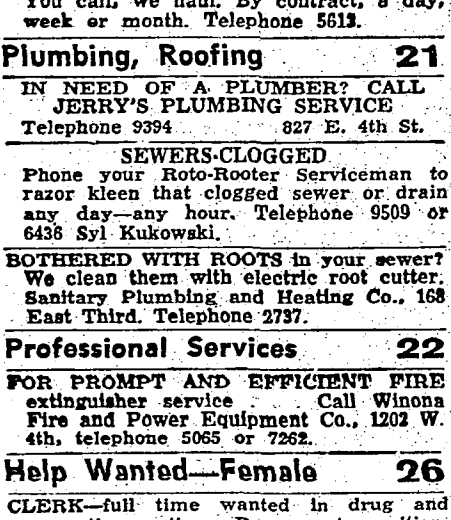 You call, we haul. By contract, a day,
week or month. Telephone 5613.
Plumbing, Roofing 21
IN NEED OF A PLUMBER? CALL
JERRY'S PLUMBING SERVICE
Telephone 9394 827 E. 4th St.
SEWERS-CLOGGED
Phone your Roto-Rooter Serviceman to
razor kleen that clogged sewer or drain
any day—any hour. Telephone 9509 or
6436 Syl Kukowski.
BOTHERED WITH ROOTS in your sewer?
We clean them with electric root cutter.
Sanitary Plumbing and Heating Co., 168
East Third. Telephone 2737.
Professional Services 22
FOR PROMPT AND EFFICIENT FIRE
extinguisher service . . . Call Winona
Fire and Power Equipment Co., 1202 W.
4th, telephone 5065 or 7262.
Help Wanted—Female 26
CLERK—full time wanted in drug and